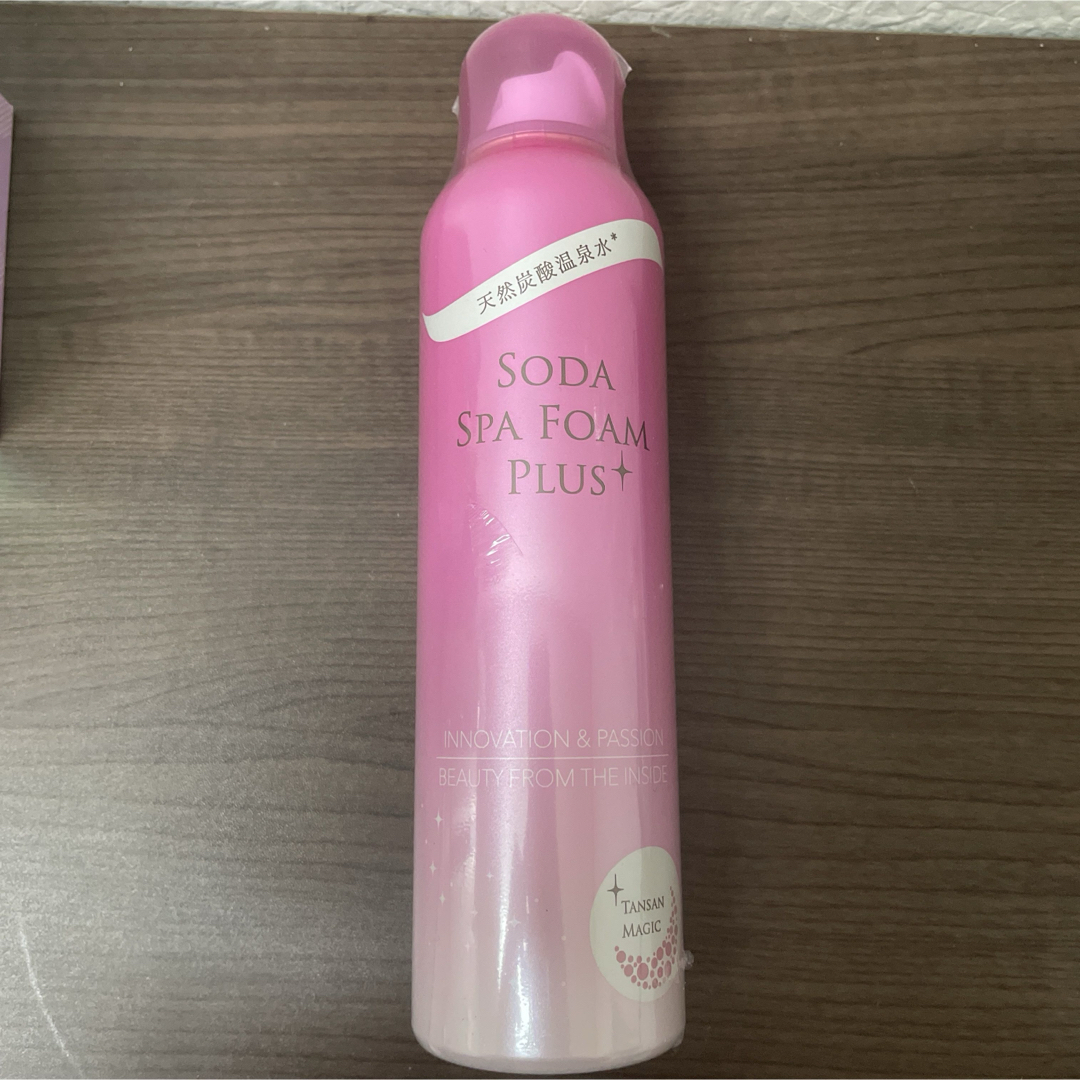 天然炭酸温泉水*
SODA
SPA FOAM
PLUS
INNOVATION & PASSION
BEAUTY FROM THE INSIDE
TANSAN
MAGIC